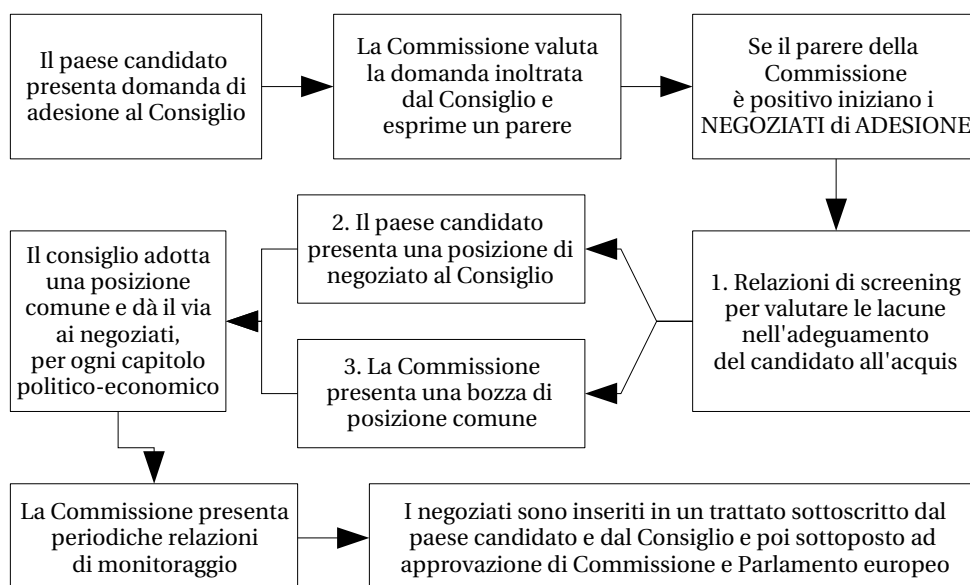 Il paese candidato
presenta domanda di
adesione al Consiglio
La Commissione valuta
la domanda inoltrata
dal Consiglio e
esprime un parere
Se il parere della
Commissione
è positivo iniziano i
NEGOZIATI di ADESIONE
1. Relazioni di screening
per valutare le lacune
nell'adeguamento
del candidato all'acquis
2. Il paese candidato
presenta una posizione di
negoziato al Consiglio
3. La Commissione
presenta una bozza di
posizione comune
Il consiglio adotta
una posizione
comune e dà il via
ai negoziati,
per ogni capitolo
politico-economico
La Commissione presenta
periodiche relazioni
di monitoraggio
I negoziati sono inseriti in un trattato sottoscritto dal
paese candidato e dal Consiglio e poi sottoposto ad
approvazione di Commissione e Parlamento europeo